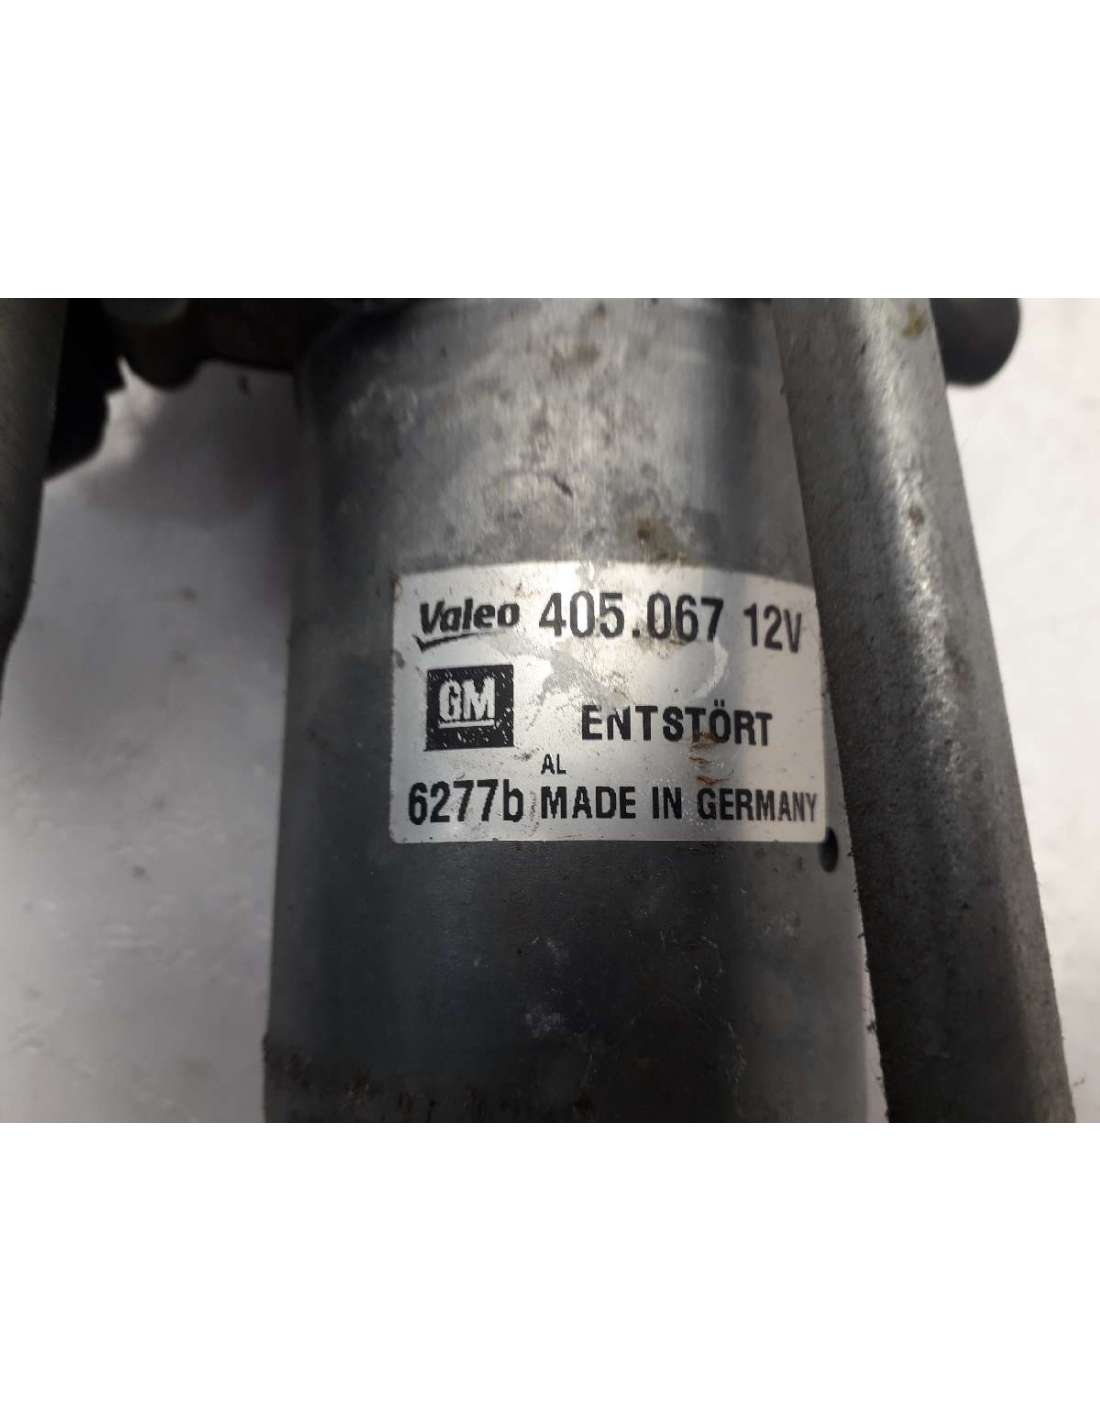 Valeo 405.067 12V
GM ENTSTÖRT
AL
6277b MADE IN GERMANY